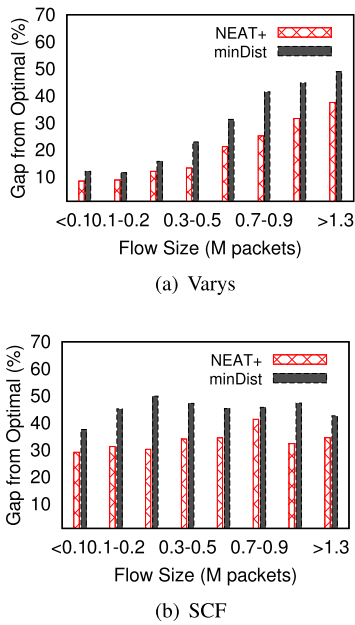 70
60
50
40
30
20
10
Gap from Optimal (%)
NEAT+
minDist
<0.10.1-0.2 0.3-0.5 0.7-0.9 >1.3
Flow Size (M packets)
(a) Varys
70
60
50
40
30
20
10
Gap from Optimal (%)
NEAT+
minDist
<0.10.1-0.2 0.3-0.5 0.7-0.9 >1.3
Flow Size (M packets)
(b) SCF